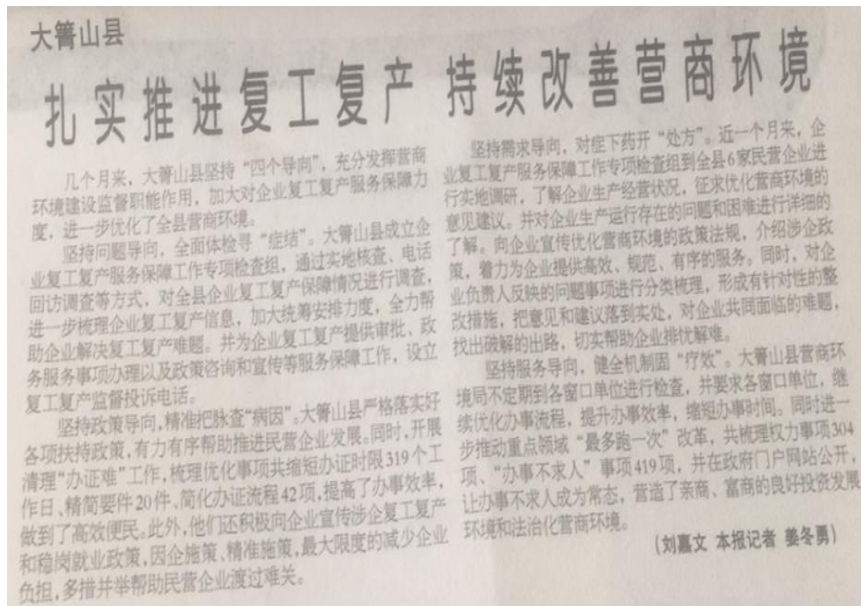 大箐山县
扎实推进复工复产 持续改善营商环境
几个月来，大箐山县坚持“四个导向”，充分发挥营商
环境建设监督职能作用，加大对企业复工复产服务保障力
度，进一步优化了全县营商环境。
坚持问题导向，全面体检寻“症结”。大箐山县成立企
业复工复产服务保障工作专项检查组，通过实地核查、电话
回访调查等方式，对全县企业复工复产保障情况进行调查，
进一步梳理企业复工复产信息，加大统筹安排力度，全力帮
助企业解决复工复产难题。并为企业复工复产提供审批、政
务服务事项办理以及政策咨询和宣传等服务保障工作，设立
复工复产监督投诉电话。
坚持政策导向，精准把脉查“病因”。大箐山县严格落实好
各项扶持政策，有力有序帮助推进民营企业发展。同时，开展
清理“办证难”工作，梳理优化事项共缩短办证时限319个工
作日、精简要件20件、简化办证流程42项，提高了办事效率，
做到了高效便民。此外，他们还积极向企业宣传涉企复工复产
和稳岗就业政策，因企施策、精准施策，最大限度的减少企业
负担，多措并举帮助民营企业渡过难关。
坚持需求导向，对症下药开“处方”。近一个月来，企
业复工复产服务保障工作专项检查组到全县6家民营企业进
行实地调研，了解企业生产经营状况，征求优化营商环境的
意见建议。并对企业生产运行存在的问题和困难进行详细的
了解。向企业宣传优化营商环境的政策法规，介绍涉企政
策，着力为企业提供高效、规范、有序的服务。同时，对企
业负责人反映的问题事项进行分类梳理，形成有针对性的整
改措施，把意见和建议落到实处，对企业共同面临的难题，
找出破解的出路，切实帮助企业排忧解难。
坚持服务导向，健全机制固“疗效”。大箐山县营商环
境局不定期到各窗口单位进行检查，并要求各窗口单位，继
续优化办事流程，提升办事效率，缩短办事时间。同时进一
步推动重点领域“最多跑一次”改革，共梳理权力事项304
项、“办事不求人”事项419项，并在政府门户网站公开，
让办事不求人成为常态，营造了亲商、富商的良好投资发展
环境和法治化营商环境。
（刘嘉文 本报记者 姜冬勇）